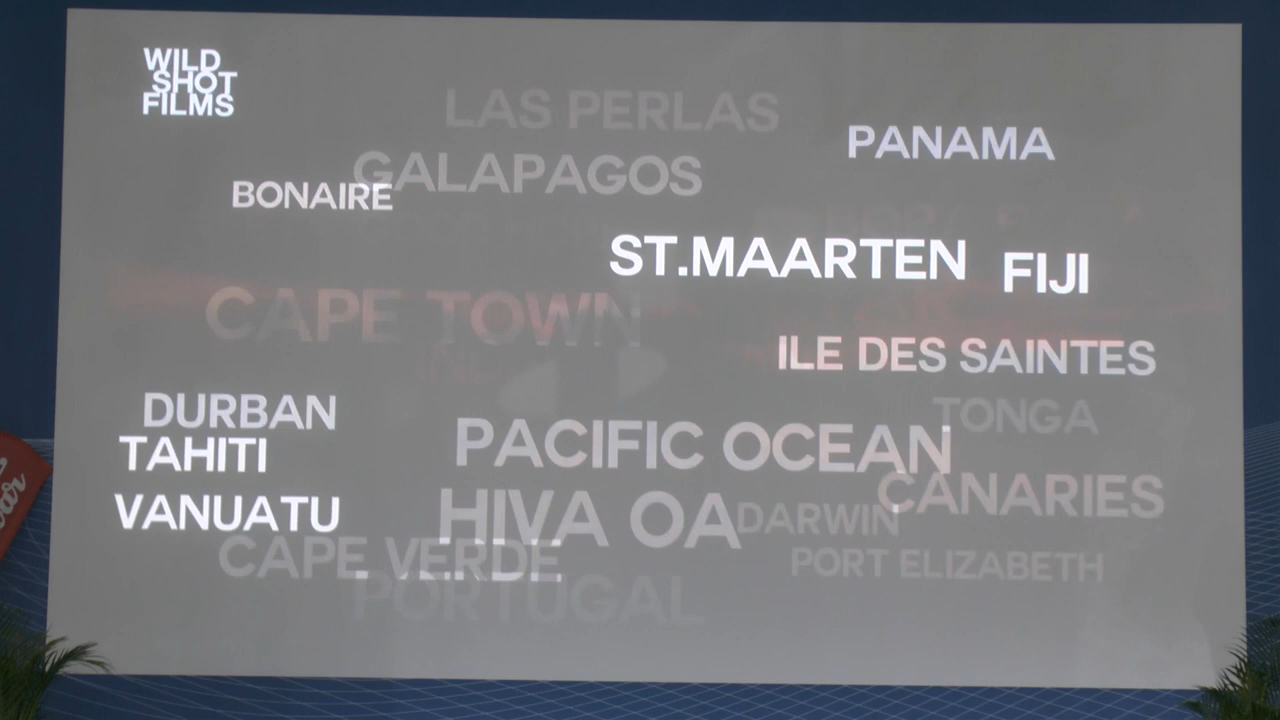 WILD
SHOT
FILMS
LAS PERLAS
PANAMA
GALAPAGOS
BONAIRE
ST.MAARTEN
FIJI
CAPE TOWN
ILE DES SAINTES
DURBAN
TONGA
TAHITI
PACIFIC OCEAN
CANARIES
VANUATU
HIVA OA
DARWIN
CAPE VERDE
PORT ELIZABETH
PORTUGAL